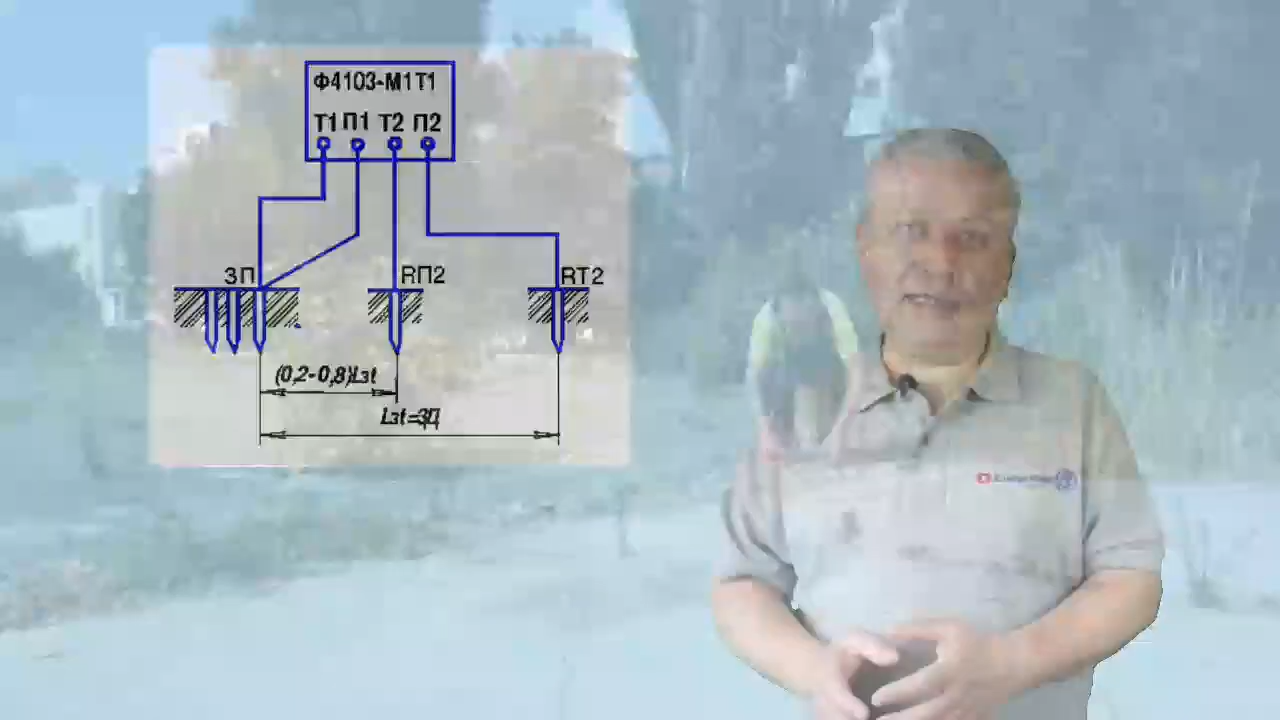 Ф4103-М1Т1
Т1 П1 Т2 П2
ЗП RП2 RТ2
(0,2-0,8)Lзt
Lзt=3Д